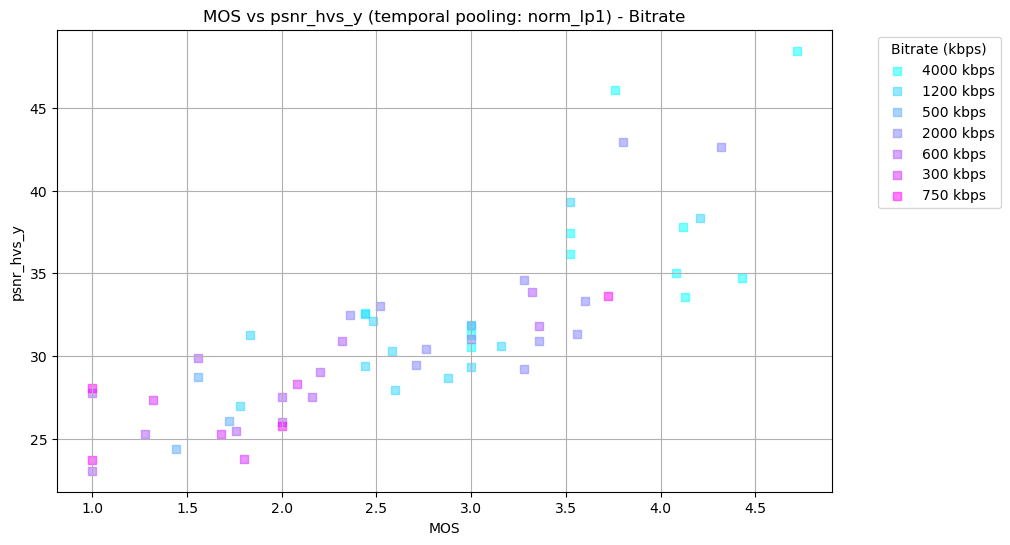 MOS vs psnr_hvs_y (temporal pooling: norm_lp1) - Bitrate
psnr_hvs_y
45
40
35
30
25
1.0 1.5 2.0 2.5 3.0 3.5 4.0 4.5
MOS
Bitrate (kbps)
4000 kbps
1200 kbps
500 kbps
2000 kbps
600 kbps
300 kbps
750 kbps